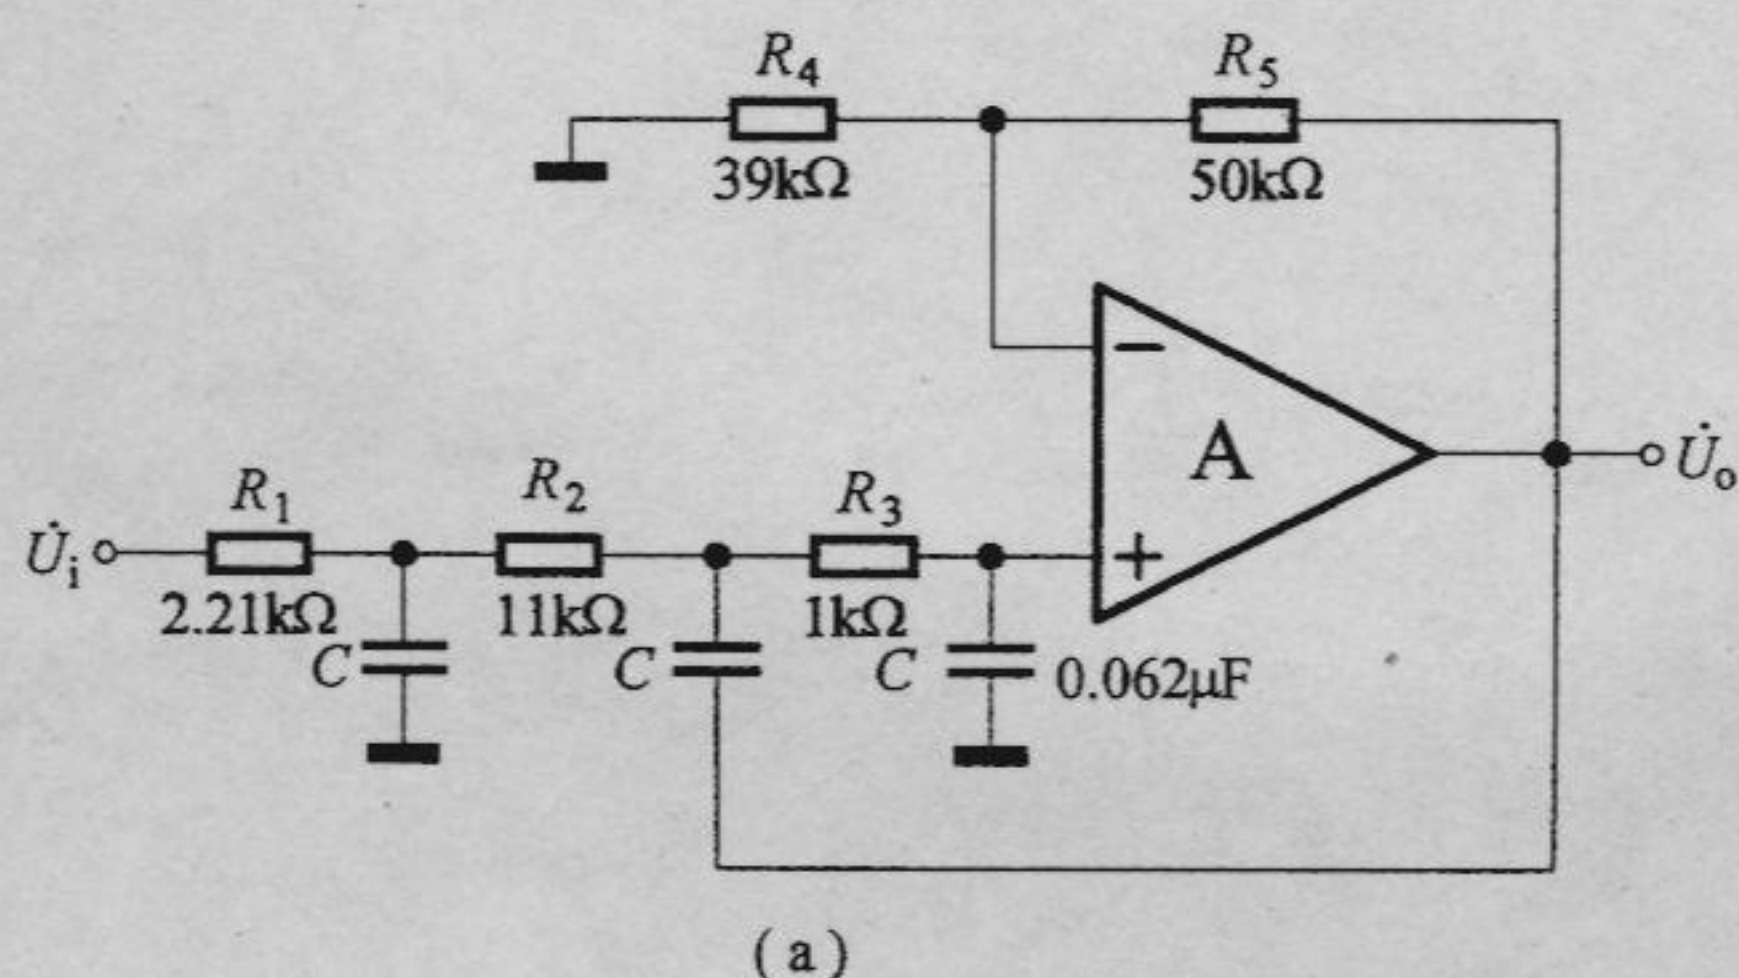 R₄ R₅
39kΩ 50kΩ
−
A
U̇ₒ
R₁ R₂ R₃
U̇ᵢ
+
2.21kΩ 11kΩ 1kΩ
C C C 0.062μF
(a)